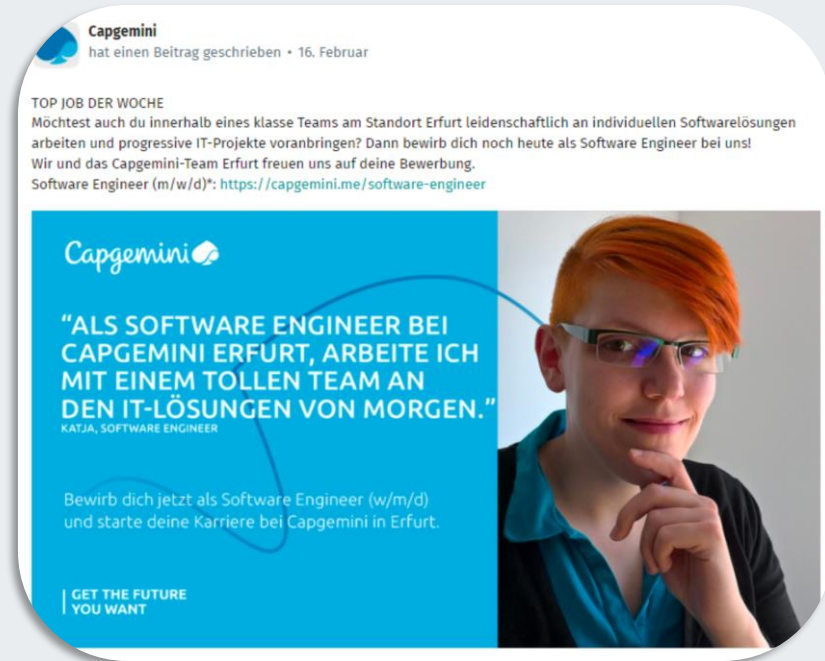 Capgemini
hat einen Beitrag geschrieben • 16. Februar
TOP JOB DER WOCHE
Möchtest auch du innerhalb eines klasse Teams am Standort Erfurt leidenschaftlich an individuellen Softwarelösungen
arbeiten und progressive IT-Projekte voranbringen? Dann bewirb dich noch heute als Software Engineer bei uns!
Wir und das Capgemini-Team Erfurt freuen uns auf deine Bewerbung.
Software Engineer (m/w/d)*: https://capgemini.me/software-engineer
Capgemini
“ALS SOFTWARE ENGINEER BEI
CAPGEMINI ERFURT, ARBEITE ICH
MIT EINEM TOLLEN TEAM AN
DEN IT-LÖSUNGEN VON MORGEN.”
KATJA, SOFTWARE ENGINEER
Bewirb dich jetzt als Software Engineer (w/m/d)
und starte deine Karriere bei Capgemini in Erfurt.
GET THE FUTURE
YOU WANT